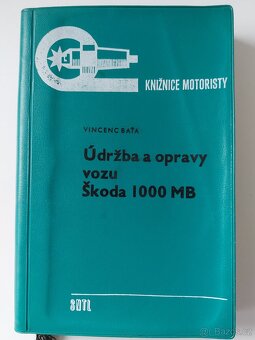 KNIŽNICE MOTORISTY
VINCENC BAŤA
Údržba a opravy
vozu
Škoda 1000 MB
SNTL